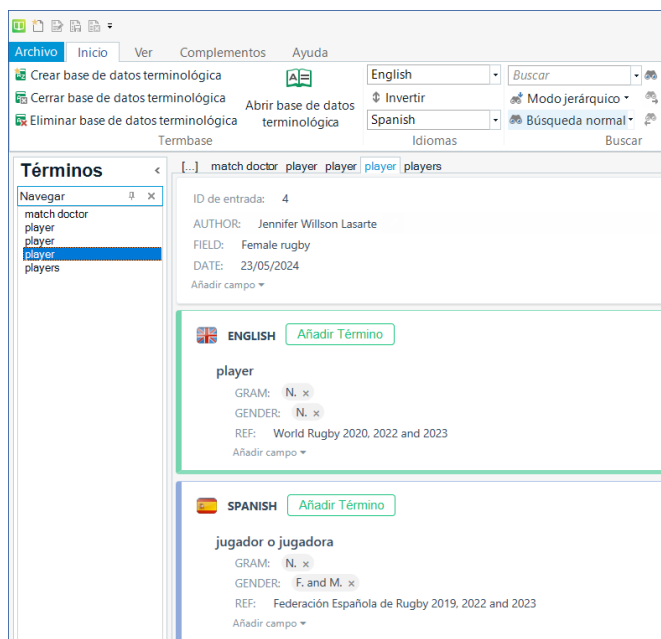 Archivo Inicio Ver Complementos Ayuda
Crear base de datos terminológica
Cerrar base de datos terminológica
Eliminar base de datos terminológica
Abrir base de datos
terminológica
Termbase
English
Invertir
Spanish
Idiomas
Buscar
Modo jerárquico
Búsqueda normal
Buscar
Términos
Navegar
match doctor
player
player
player
players
[...] match doctor player player player players
ID de entrada: 4
AUTHOR: Jennifer Willson Lasarte
FIELD: Female rugby
DATE: 23/05/2024
Añadir campo
ENGLISH Añadir Término
player
GRAM: N. ×
GENDER: N. ×
REF: World Rugby 2020, 2022 and 2023
Añadir campo
SPANISH Añadir Término
jugador o jugadora
GRAM: N. ×
GENDER: F. and M. ×
REF: Federación Española de Rugby 2019, 2022 and 2023
Añadir campo